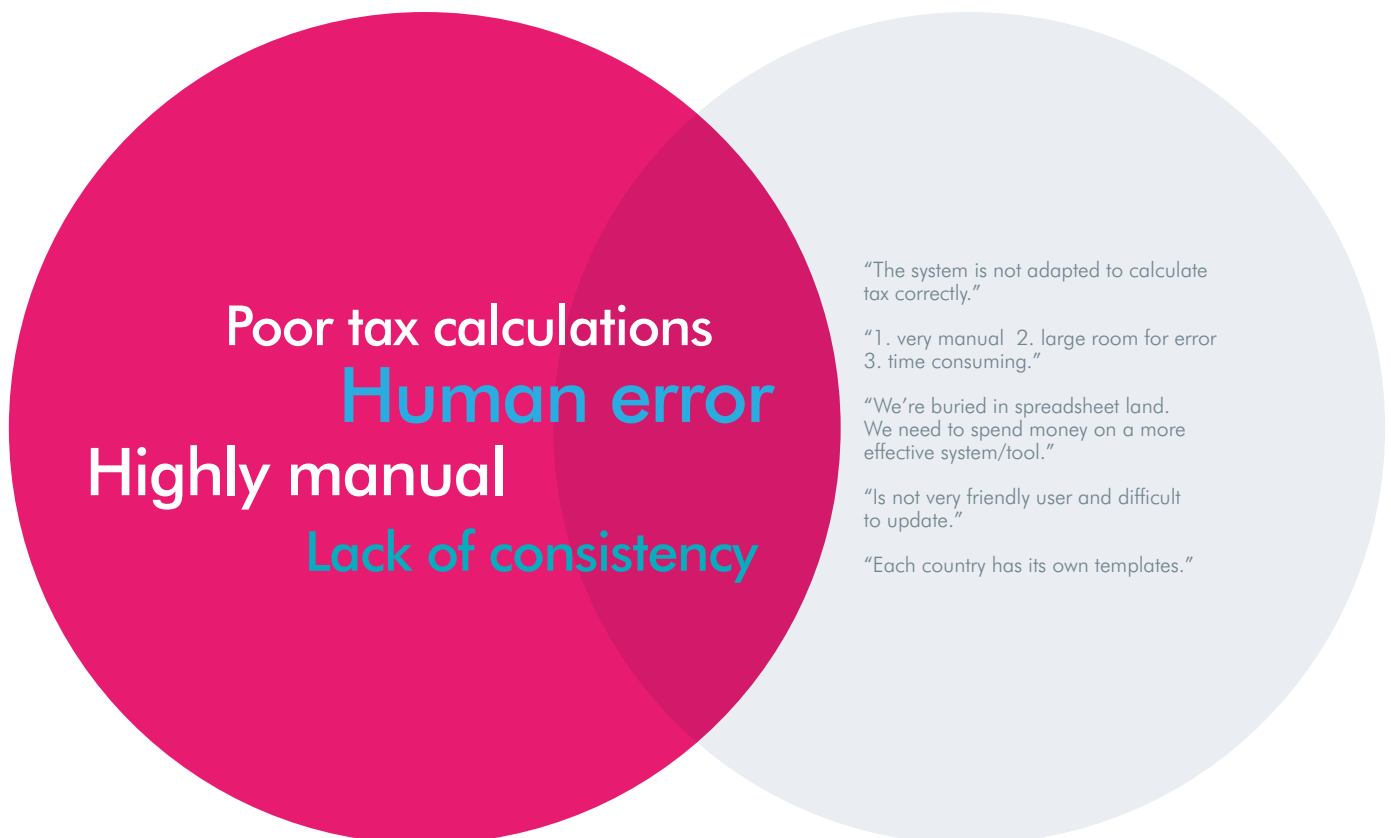 Poor tax calculations
Human error
Highly manual
Lack of consistency
“The system is not adapted to calculate
tax correctly.”
“1. very manual  2. large room for error
3. time consuming.”
“We’re buried in spreadsheet land.
We need to spend money on a more
effective system/tool.”
“Is not very friendly user and difficult
to update.”
“Each country has its own templates.”